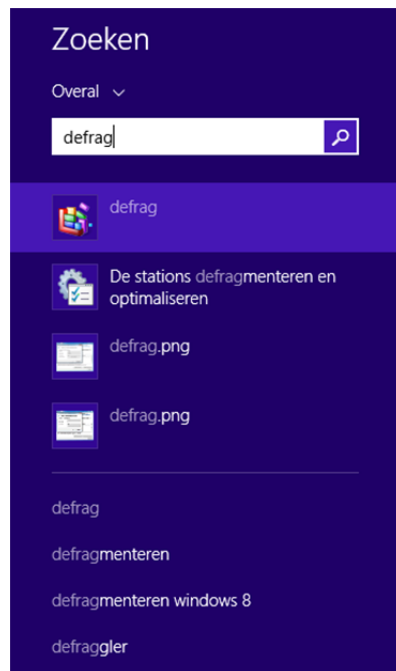 Zoeken
Overal
defrag
defrag
De stations defragmenteren en
optimaliseren
defrag.png
defrag.png
defrag
defragmenteren
defragmenteren windows 8
defraggler